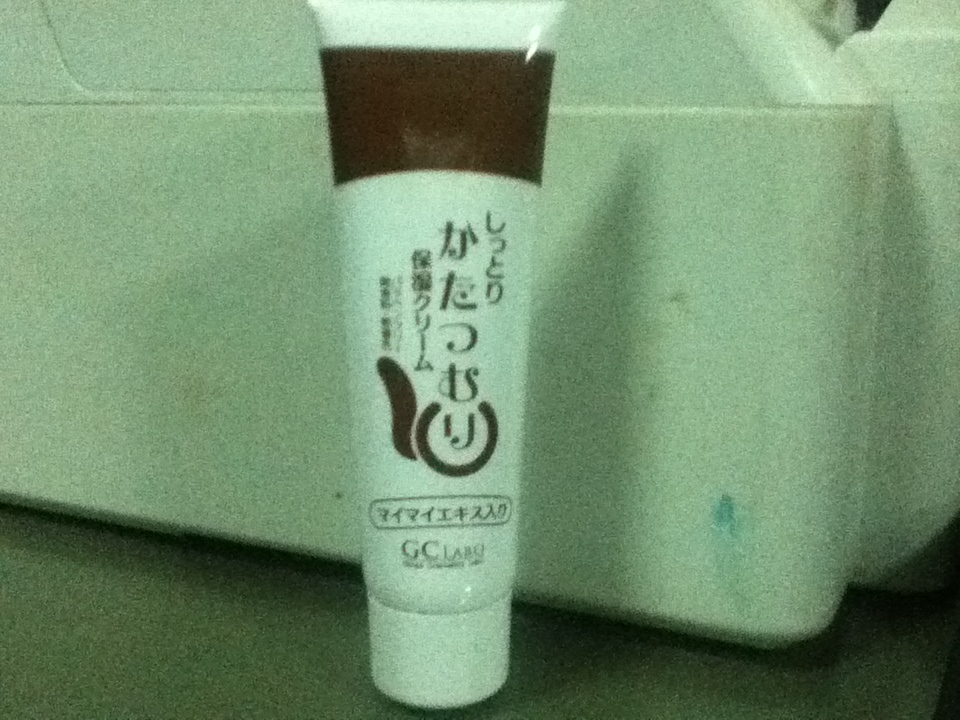 しっとり
かたつむり
保湿クリーム
マイマイエキス入り
GC LABO